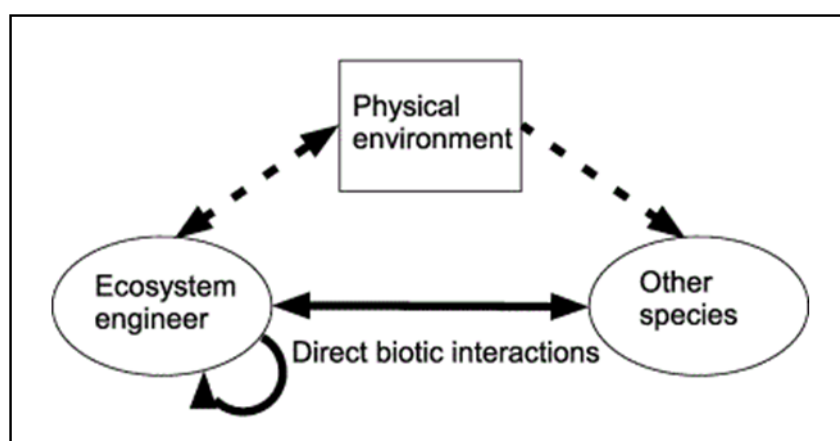 Physical
environment
Ecosystem
engineer
Other
species
Direct biotic interactions